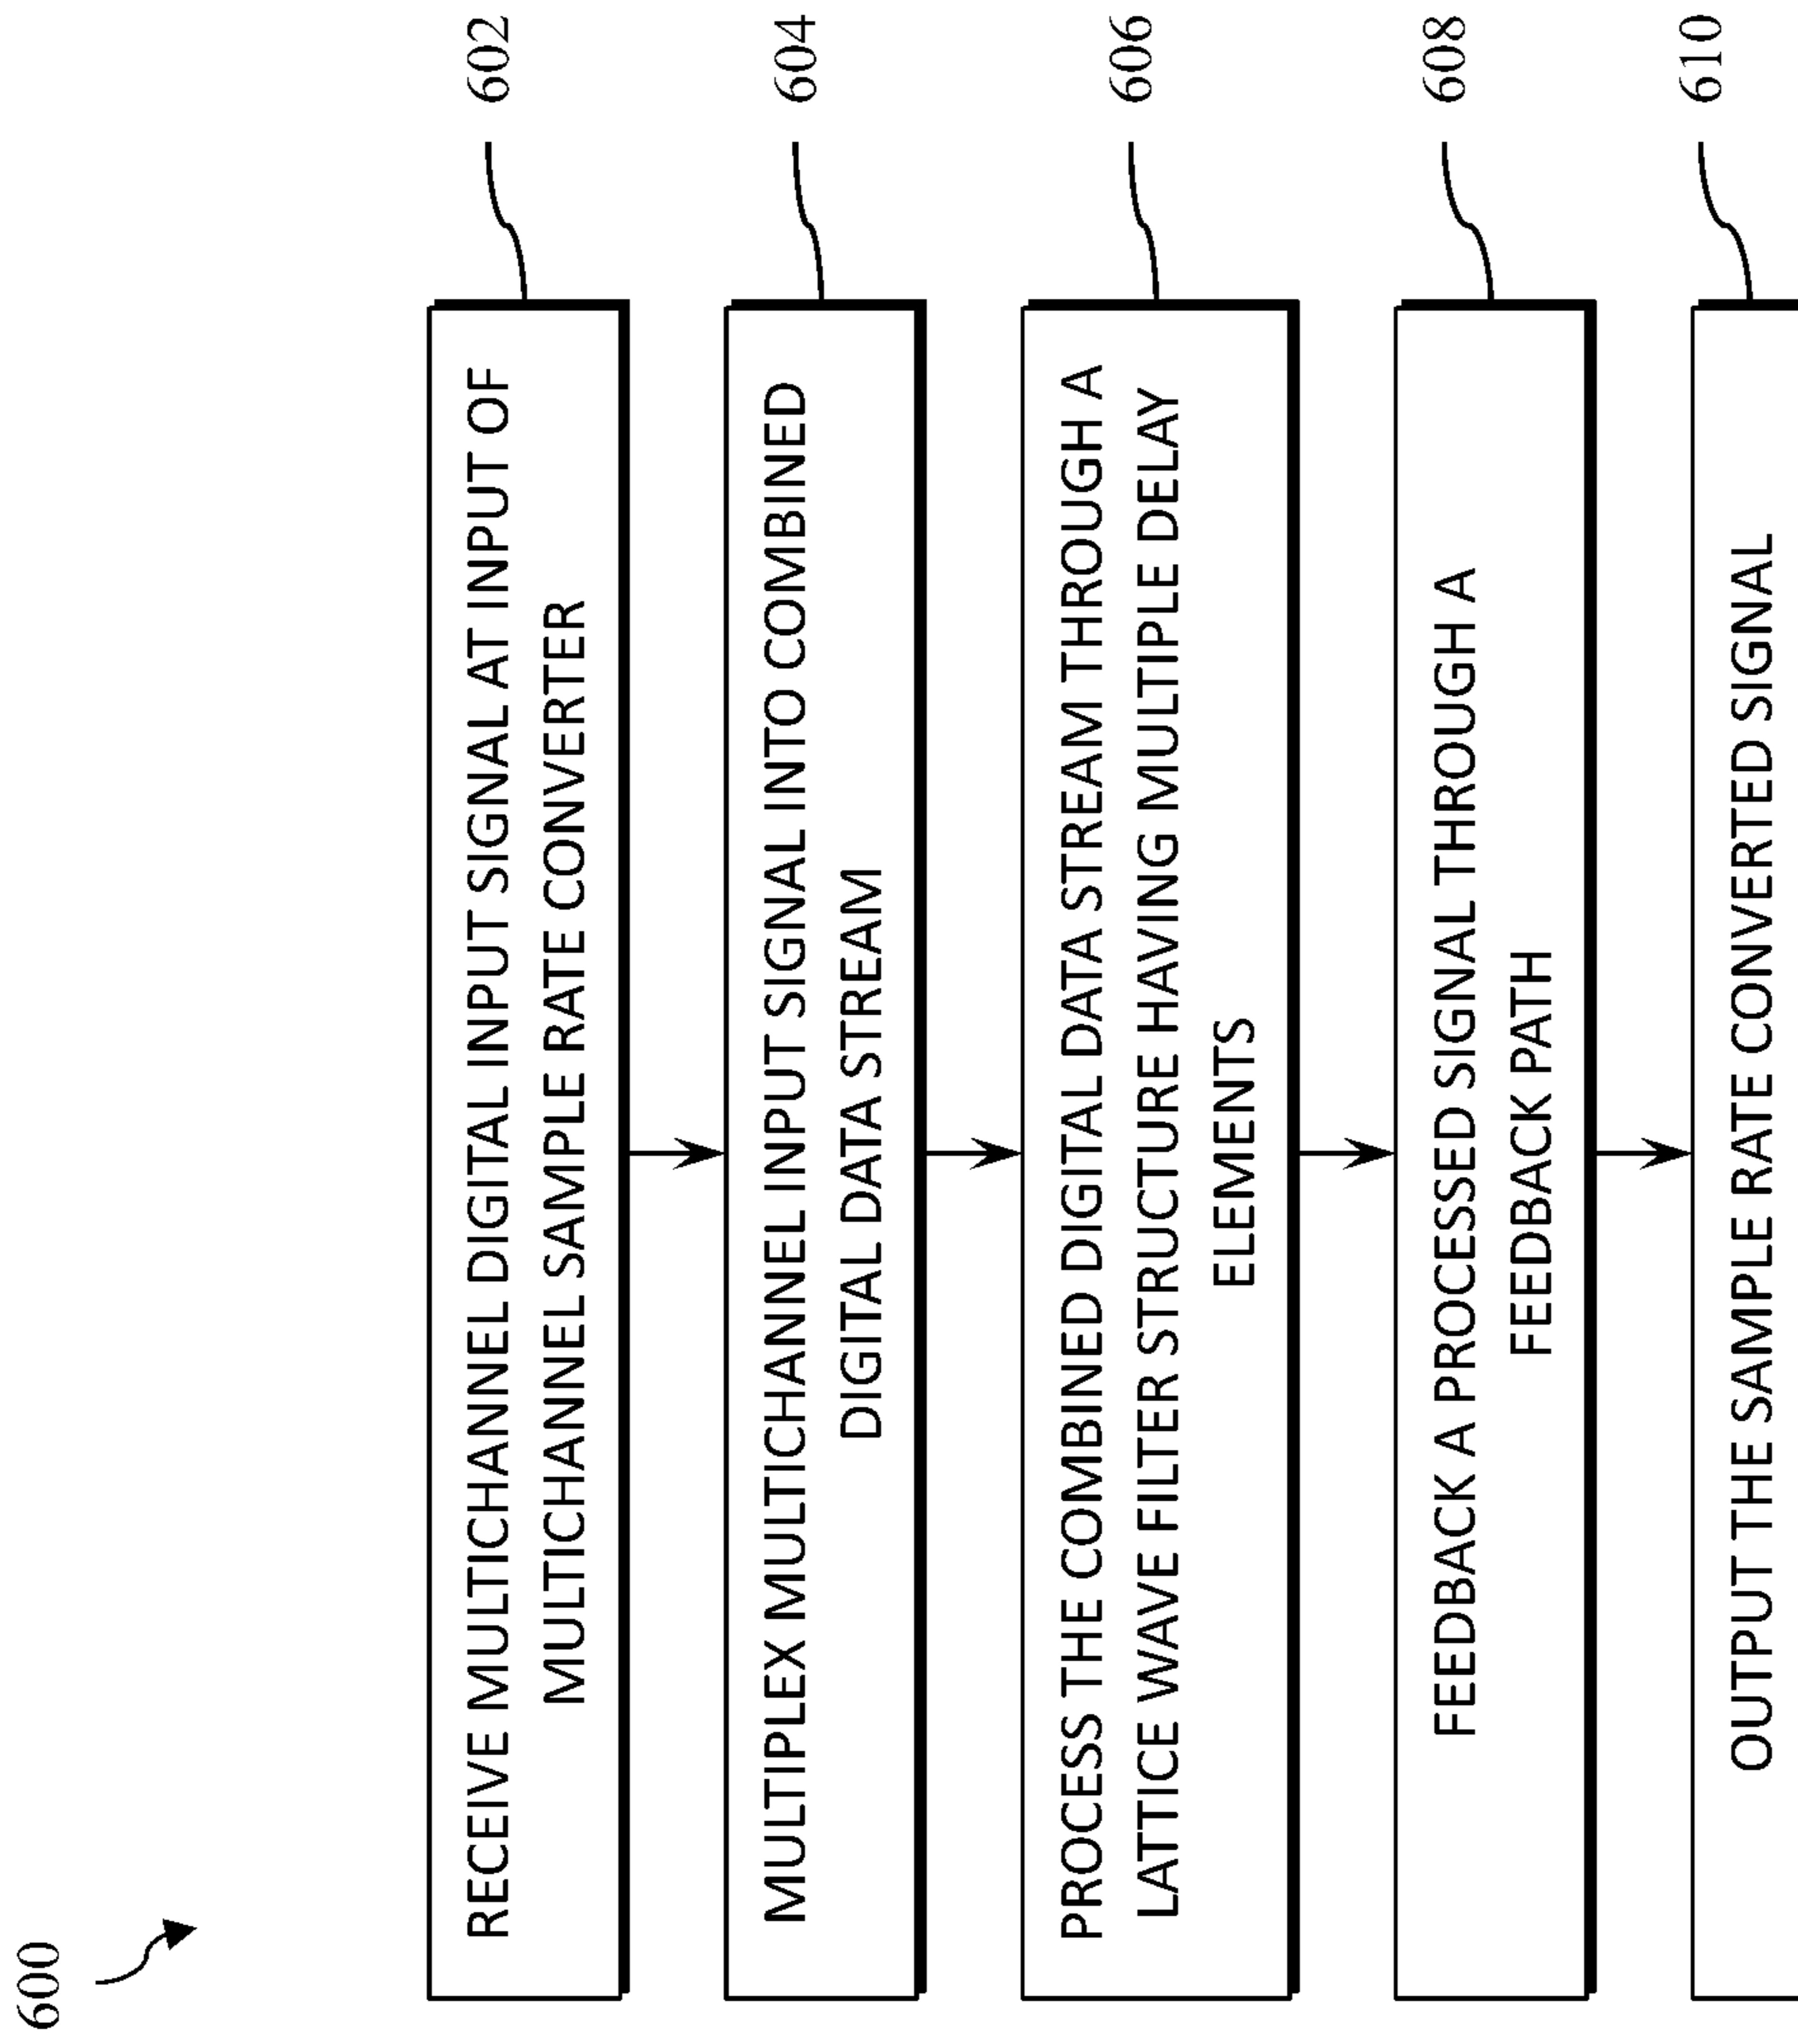 600
RECEIVE MULTICHANNEL DIGITAL INPUT SIGNAL AT INPUT OF
MULTICHANNEL SAMPLE RATE CONVERTER
602
MULTIPLEX MULTICHANNEL INPUT SIGNAL INTO COMBINED
DIGITAL DATA STREAM
604
PROCESS THE COMBINED DIGITAL DATA STREAM THROUGH A
LATTICE WAVE FILTER STRUCTURE HAVING MULTIPLE DELAY
ELEMENTS
606
FEEDBACK A PROCESSED SIGNAL THROUGH A
FEEDBACK PATH
608
OUTPUT THE SAMPLE RATE CONVERTED SIGNAL
610